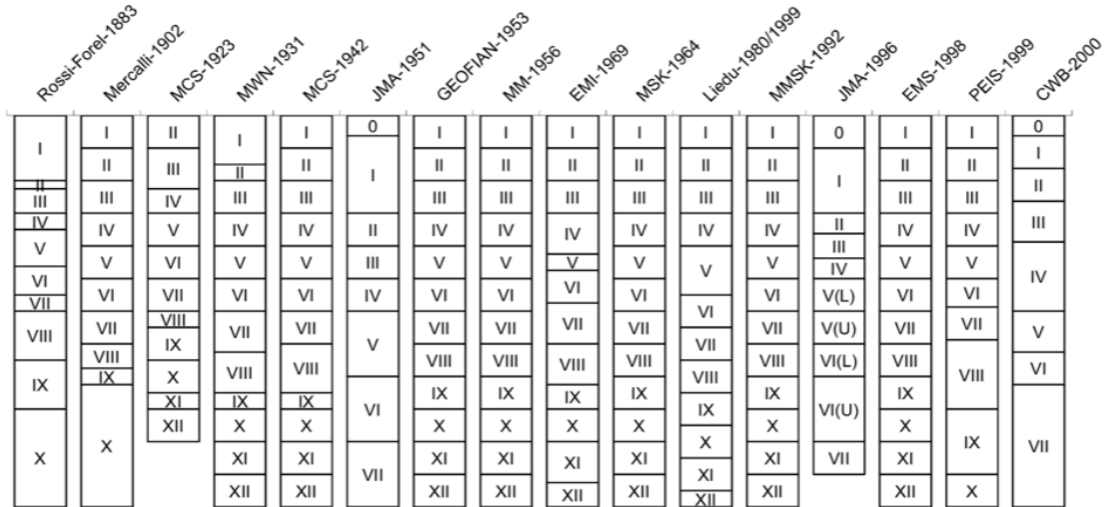 Rossi-Forel-1883
Mercalli-1902
MCS-1923
MWN-1931
MCS-1942
JMA-1951
GEOFIAN-1953
MM-1956
EMI-1969
MSK-1964
Liedu-1980/1999
MMSK-1992
JMA-1996
EMS-1998
PEIS-1999
CWB-2000
I II III IV V VI VII VIII IX X
I II III IV V VI VII VIII IX X
II III IV V VI VII VIII IX X XI XII
I II III IV V VI VII VIII IX X XI XII
I II III IV V VI VII VIII IX X XI XII
0 I II III IV V VI VII
I II III IV V VI VII VIII IX X XI XII
I II III IV V VI VII VIII IX X XI XII
I II III IV V VI VII VIII IX X XI XII
I II III IV V VI VII VIII IX X XI XII
I II III IV V VI VII VIII IX X XI XII
I II III IV V VI VII VIII IX X XI XII
0 I II III IV V(L) V(U) VI(L) VI(U) VII
I II III IV V VI VII VIII IX X XI XII
I II III IV V VI VII VIII IX X
0 I II III IV V VI VII